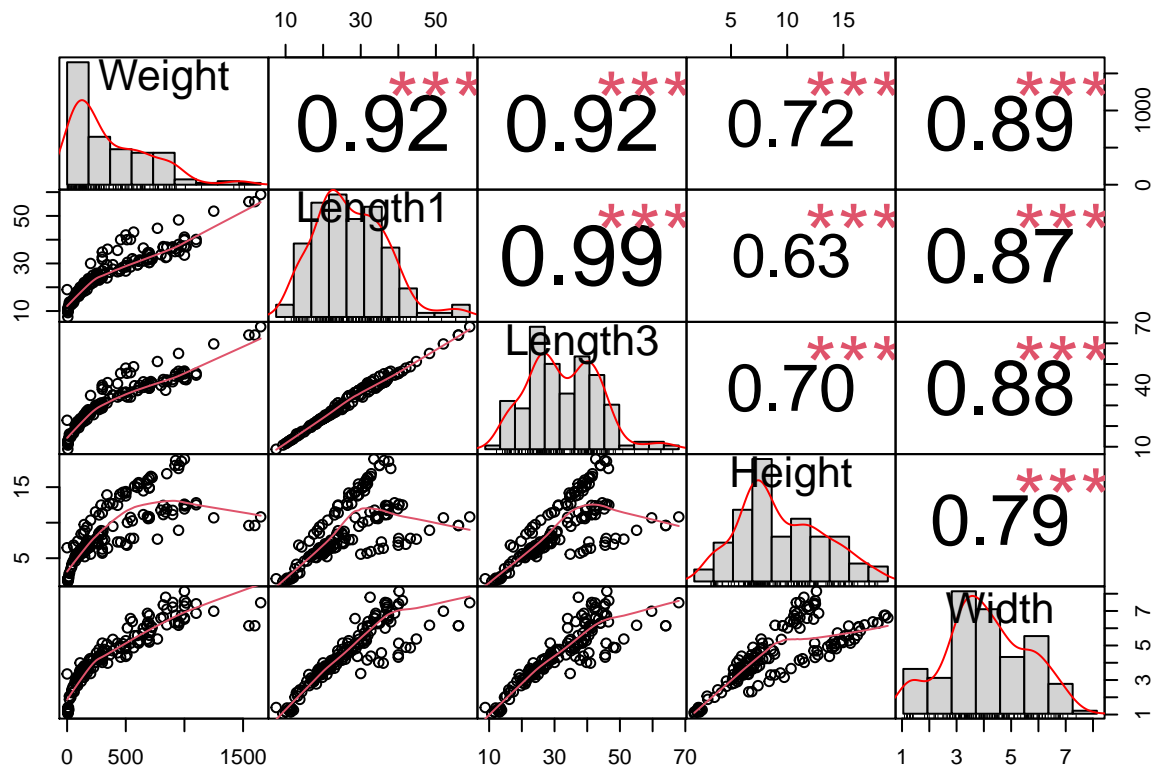 10 30 50 5 10 15
Weight 0.92 *** 0.92 *** 0.72 *** 0.89 *** 0 1000
10 30 50 Length1 0.99 *** 0.63 *** 0.87 ***
Length3 0.70 *** 0.88 *** 10 40 70
5 15 Height 0.79 ***
Width 1 3 5 7
0 500 1500 10 30 50 70 1 3 5 7